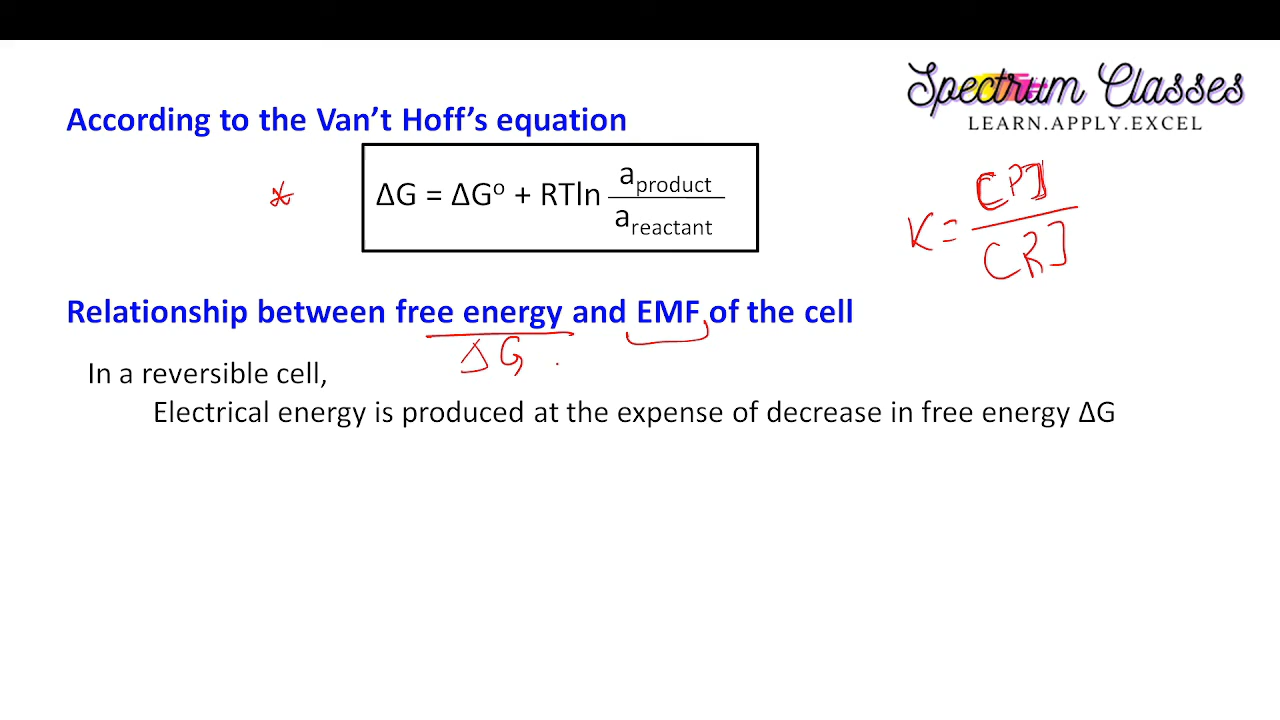 Spectrum Classes
LEARN.APPLY.EXCEL
According to the Van't Hoff's equation
* ΔG = ΔGº + RTln a_product / a_reactant
K = [P] / [R]
Relationship between free energy and EMF of the cell
ΔG
In a reversible cell,
Electrical energy is produced at the expense of decrease in free energy ΔG